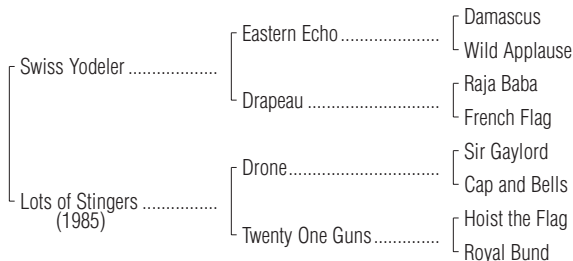 Damascus
Eastern Echo....................
Wild Applause
Swiss Yodeler ..................
Raja Baba
Drapeau ..........................
French Flag
Sir Gaylord
Drone..............................
Cap and Bells
Lots of Stingers ...............
(1985)
Hoist the Flag
Twenty One Guns.............
Royal Bund